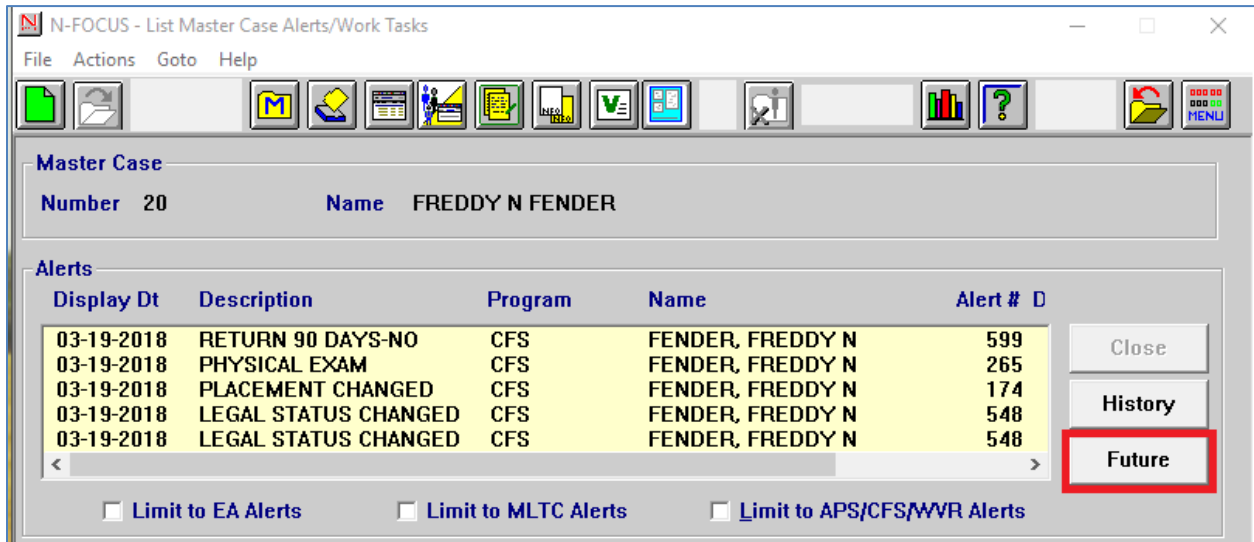 N-FOCUS - List Master Case Alerts/Work Tasks
File Actions Goto Help
M NFO NFO V= ? MENU
Master Case
Number 20 Name FREDDY N FENDER
Alerts
Display Dt Description Program Name Alert # D
03-19-2018 RETURN 90 DAYS-NO CFS FENDER, FREDDY N 599
03-19-2018 PHYSICAL EXAM CFS FENDER, FREDDY N 265
03-19-2018 PLACEMENT CHANGED CFS FENDER, FREDDY N 174
03-19-2018 LEGAL STATUS CHANGED CFS FENDER, FREDDY N 548
03-19-2018 LEGAL STATUS CHANGED CFS FENDER, FREDDY N 548
Close
History
Future
Limit to EA Alerts Limit to MLTC Alerts Limit to APS/CFS/WVR Alerts